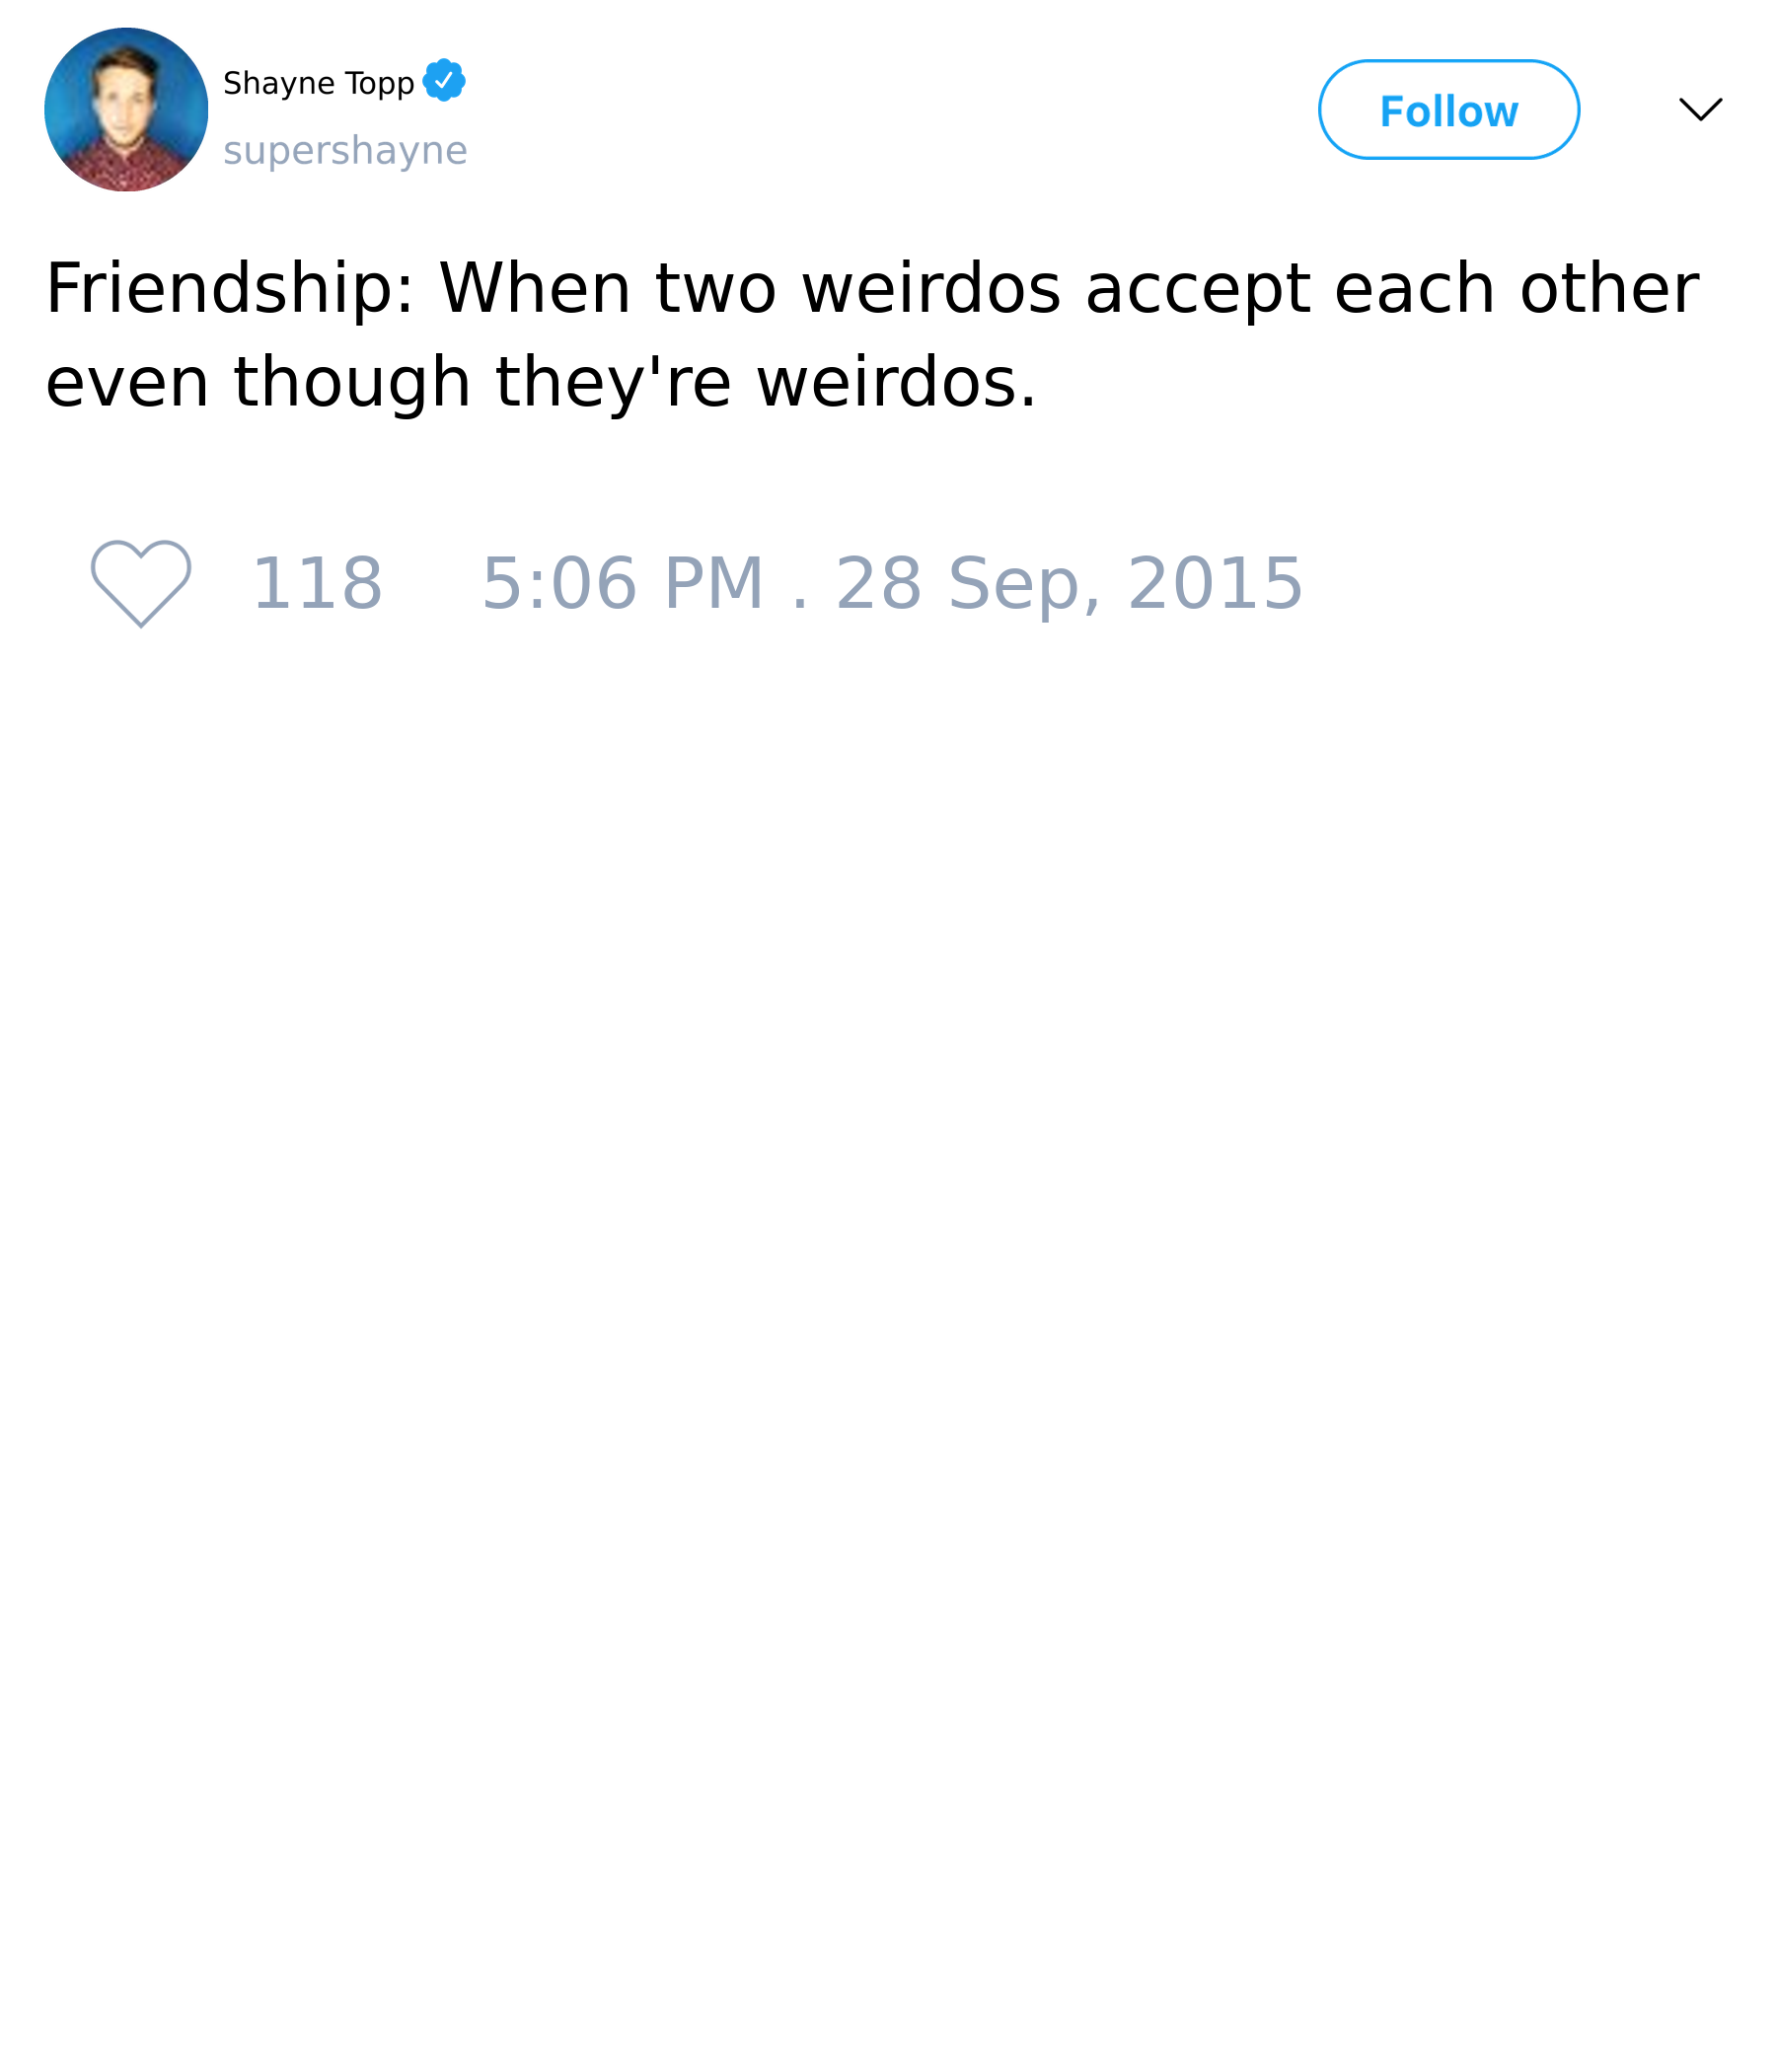 Shayne Topp
supershayne
Follow
Friendship: When two weirdos accept each other
even though they're weirdos.
118 5:06 PM . 28 Sep, 2015